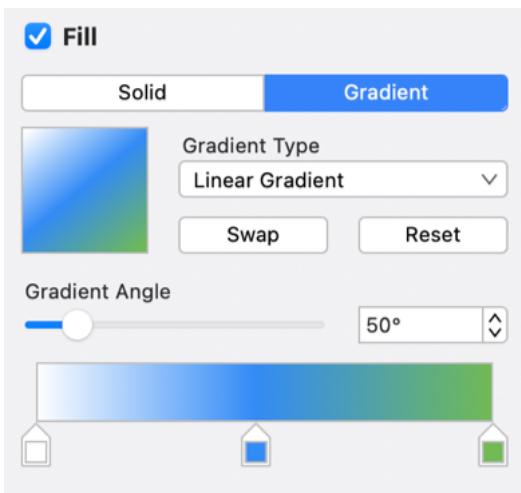 Fill
Solid Gradient
Gradient Type
Linear Gradient
Swap Reset
Gradient Angle
50°